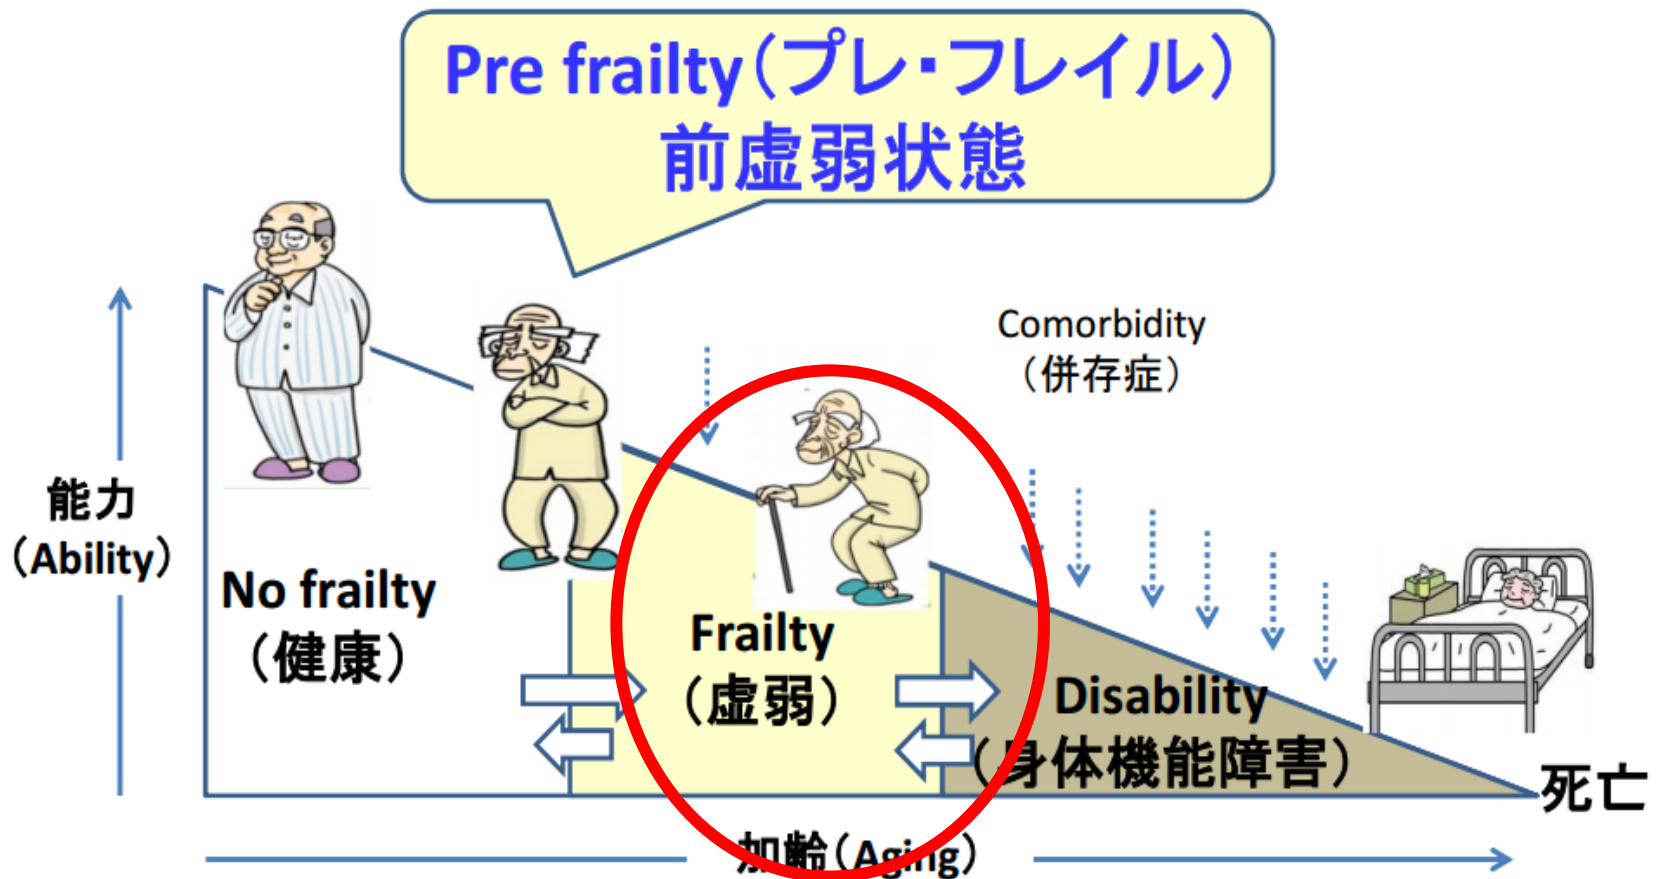 Pre frailty（プレ・フレイル）
前虚弱状態
Comorbidity
（併存症）
能力
（Ability）
No frailty
（健康）
Frailty
（虚弱）
Disability
（身体機能障害）
死亡
加齢（Aging）